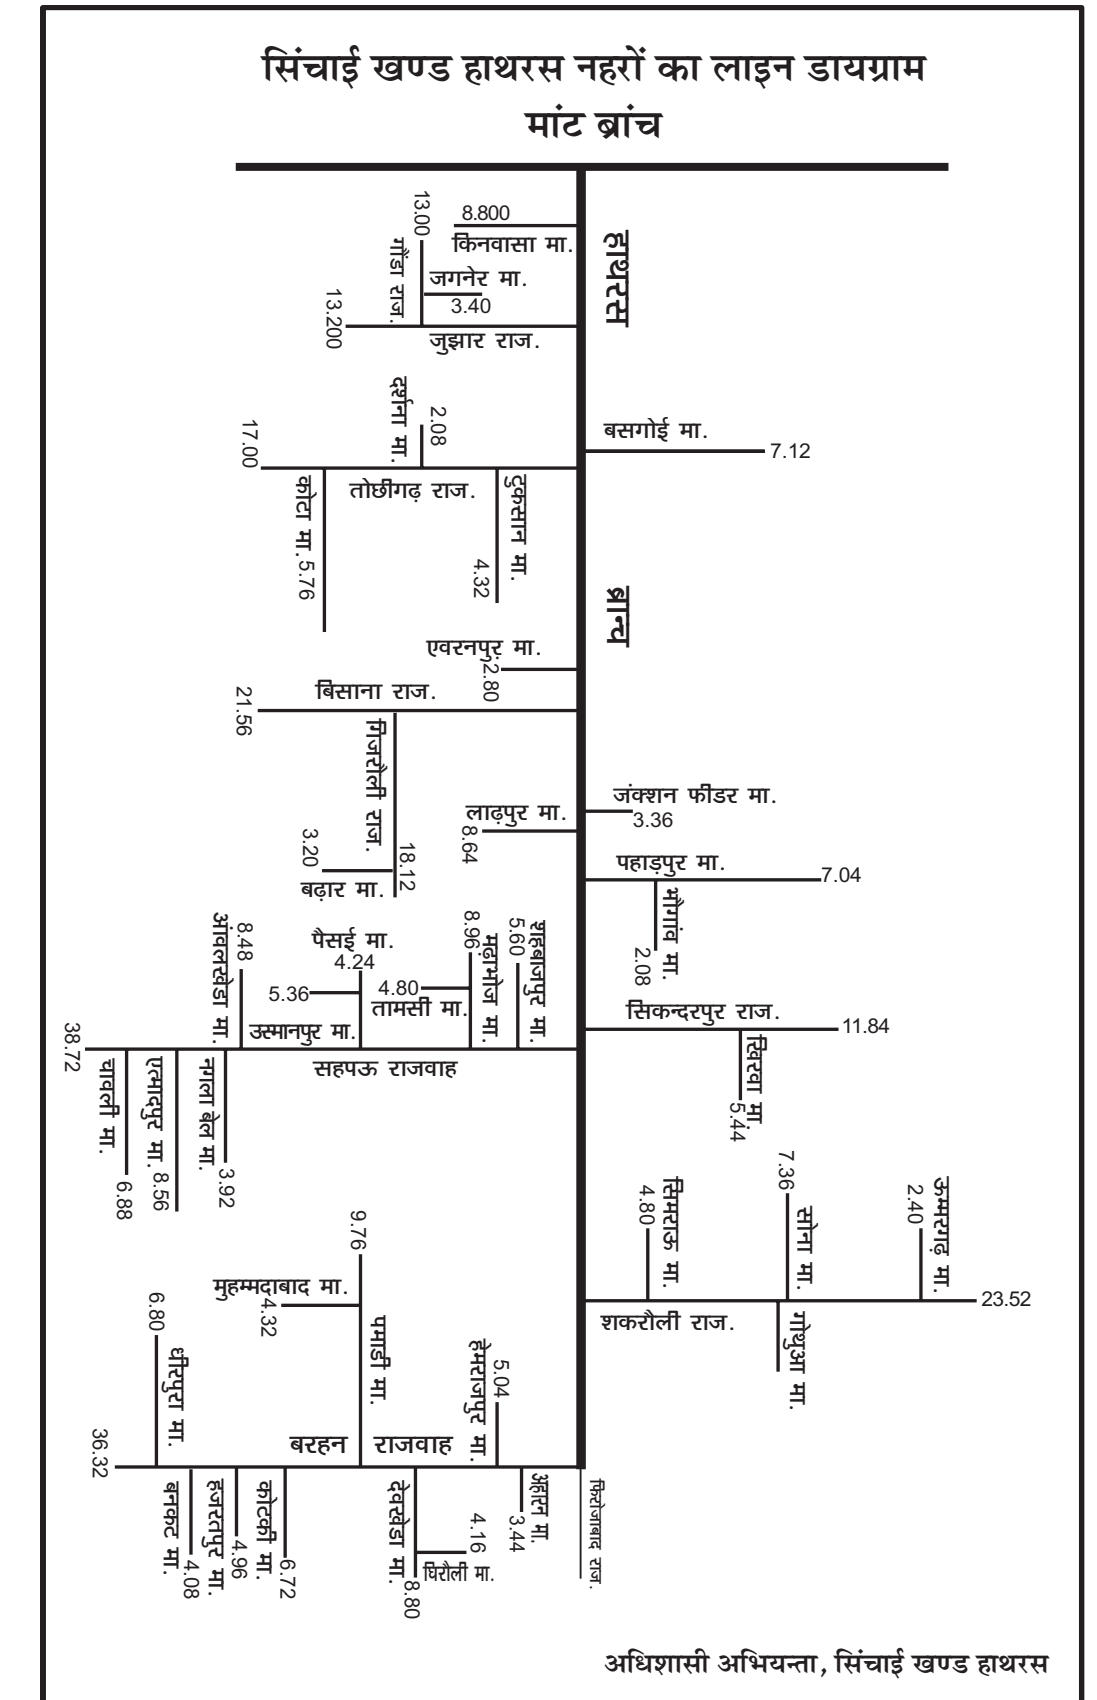 सिंचाई खण्ड हाथरस नहरों का लाइन डायग्राम
मांट ब्रांच
हाथरस
ब्रान्च
8.800
किनवासा मा.
13.00
गौंडा राज.
जगनेर मा.
3.40
13.200
जुझार राज.
बसगोई मा.
7.12
दर्शना मा.
2.08
17.00
तोछीगढ़ राज.
कोटा मा. 5.76
टुकसान मा.
4.32
एवरनपुर मा.
2.80
बिसाना राज.
21.56
गिजरौली राज.
18.12
3.20
बढ़ार मा.
लाढ़पुर मा.
8.64
जंक्शन फीडर मा.
3.36
पहाड़पुर मा.
7.04
भौगांव मा.
2.08
आंवलखेडा मा.
8.48
पैसई मा.
4.24
5.36
उस्मानपुर मा.
4.80
तामसी मा.
8.96
मढ़ाभोज मा.
5.60
शहबाजपुर मा.
38.72
सहपऊ राजवाह
चावली मा.
6.88
एत्मादपुर मा. 8.56
नगला बेल मा.
3.92
सिकन्दरपुर राज.
11.84
खिरवा मा.
5.44
सिमराऊ मा.
4.80
7.36
सोना मा.
2.40
ऊमरगढ़ मा.
23.52
शकरौली राज.
गोथुआ मा.
9.76
मुहम्मदाबाद मा.
4.32
पमाडी मा.
6.80
धीरपुरा मा.
हेमराजपुर मा.
5.04
36.32
बरहन राजवाह
बनकट मा.
4.08
हजरतपुर मा.
4.96
कोटकी मा.
6.72
देवखेडा मा.
8.80
4.16
घिरौली मा.
अहारन मा.
3.44
फिरोजाबाद राज.
अधिशासी अभियन्ता, सिंचाई खण्ड हाथरस